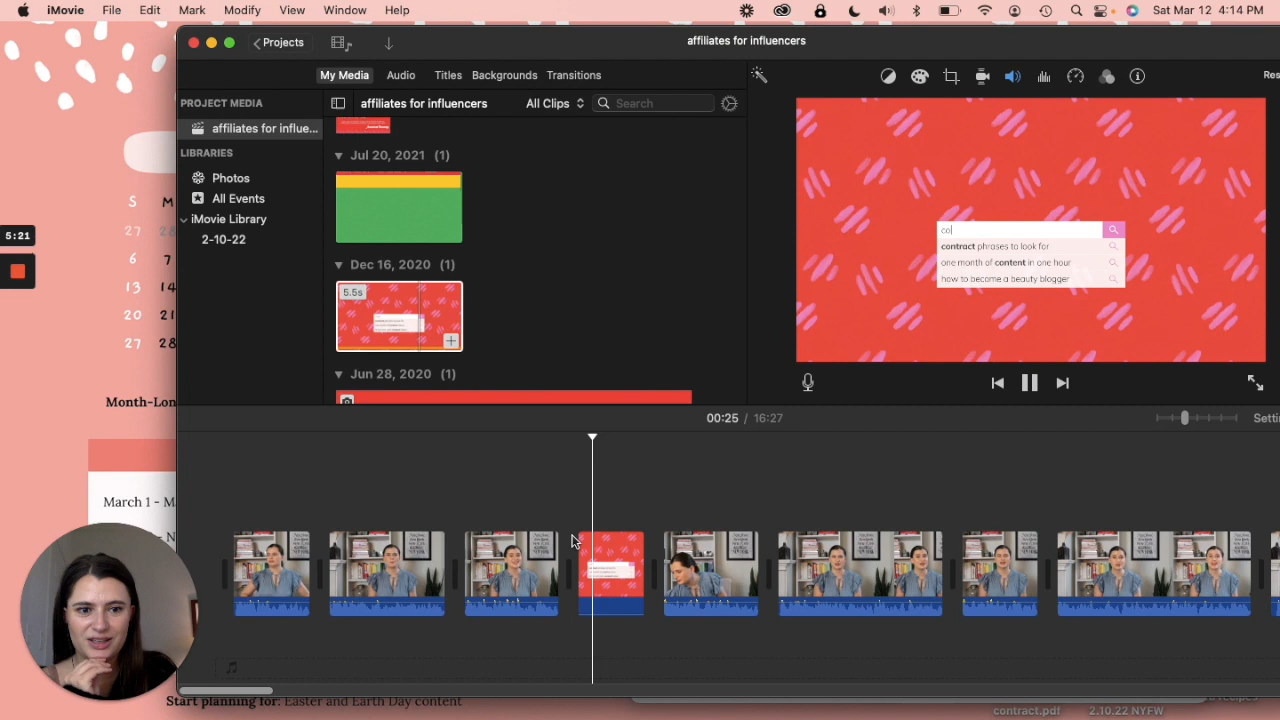 iMovie File Edit Mark Modify View Window Help Sat Mar 12 4:14 PM
Projects
affiliates for influencers
My Media Audio Titles Backgrounds Transitions
Res
PROJECT MEDIA
affiliates for influe...
LIBRARIES
Photos
All Events
iMovie Library
2-10-22
affiliates for influencers All Clips Search
Jul 20, 2021 (1)
Dec 16, 2020 (1)
5.5s
Jun 28, 2020 (1)
co
contract phrases to look for
one month of content in one hour
how to become a beauty blogger
5:21
S M
27 28
6 7
13 14
20 21
27 28
Month-Lon
March 1 - M
- N
00:25 / 16:27
Settin
Start planning for: Easter and Earth Day content
contract.pdf
2.10.22 NYFW
recipes